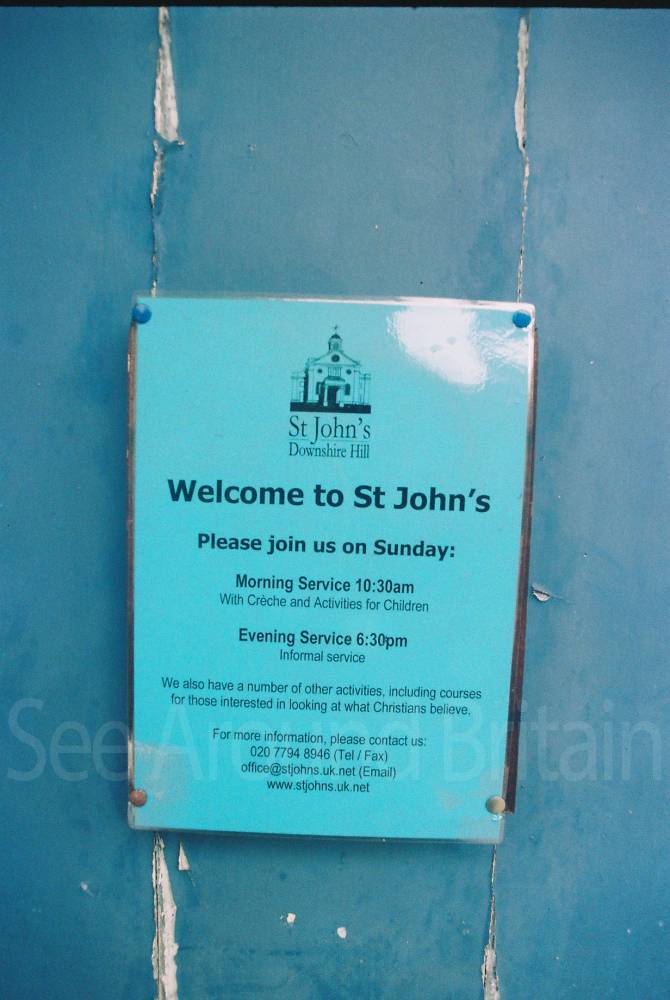 St John's
Downshire Hill
Welcome to St John's
Please join us on Sunday:
Morning Service 10:30am
With Crèche and Activities for Children
Evening Service 6:30pm
Informal service
We also have a number of other activities, including courses
for those interested in looking at what Christians believe.
For more information, please contact us:
020 7794 8946 (Tel / Fax)
office@stjohns.uk.net (Email)
www.stjohns.uk.net
See Around Britain